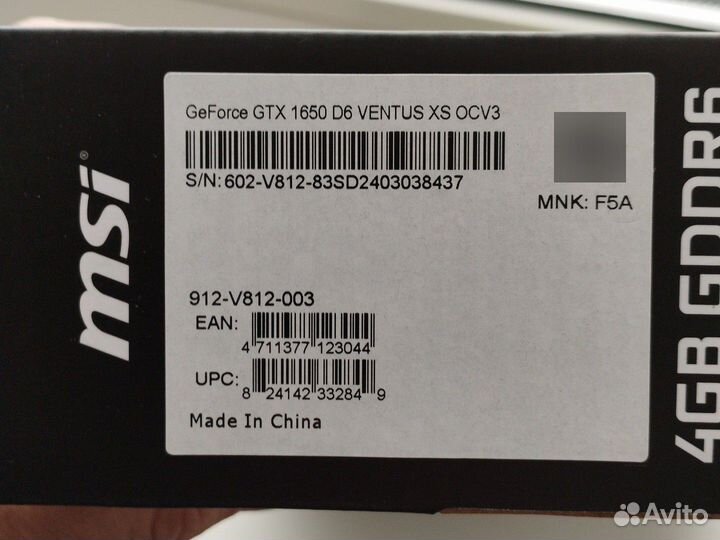 msi
GeForce GTX 1650 D6 VENTUS XS OCV3
S/N: 602-V812-83SD2403038437
MNK: F5A
912-V812-003
EAN:
4 711377 123044
UPC:
8 24142 33284 9
Made In China
4GB GDDR6
Avito